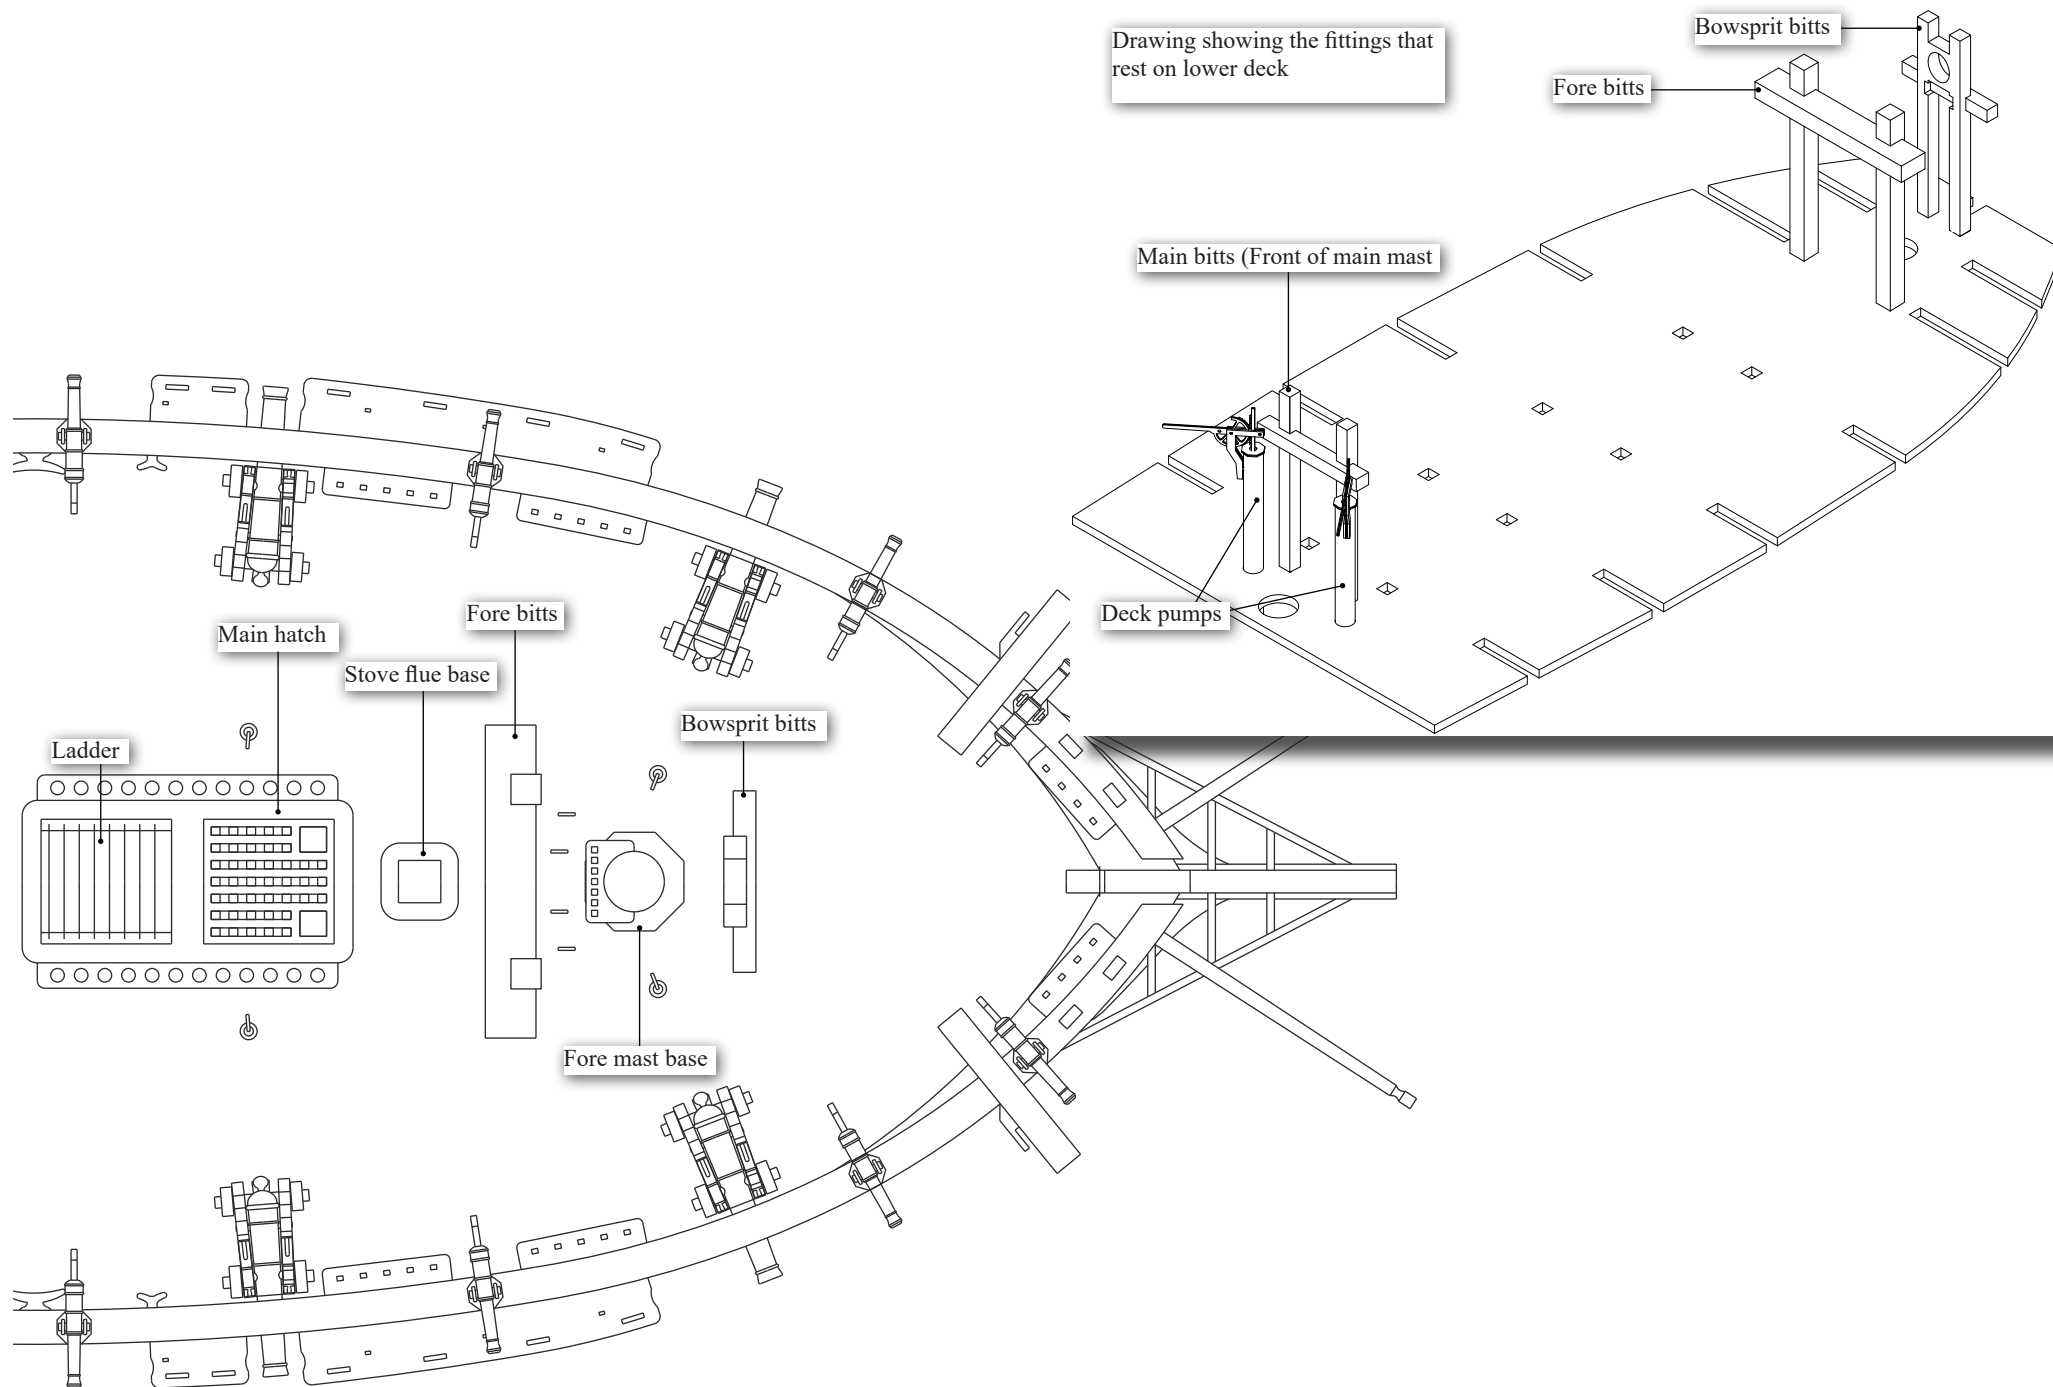 Drawing showing the fittings that
rest on lower deck
Bowsprit bitts
Fore bitts
Main bitts (Front of main mast
Deck pumps
Fore bitts
Main hatch
Stove flue base
Bowsprit bitts
Ladder
Fore mast base